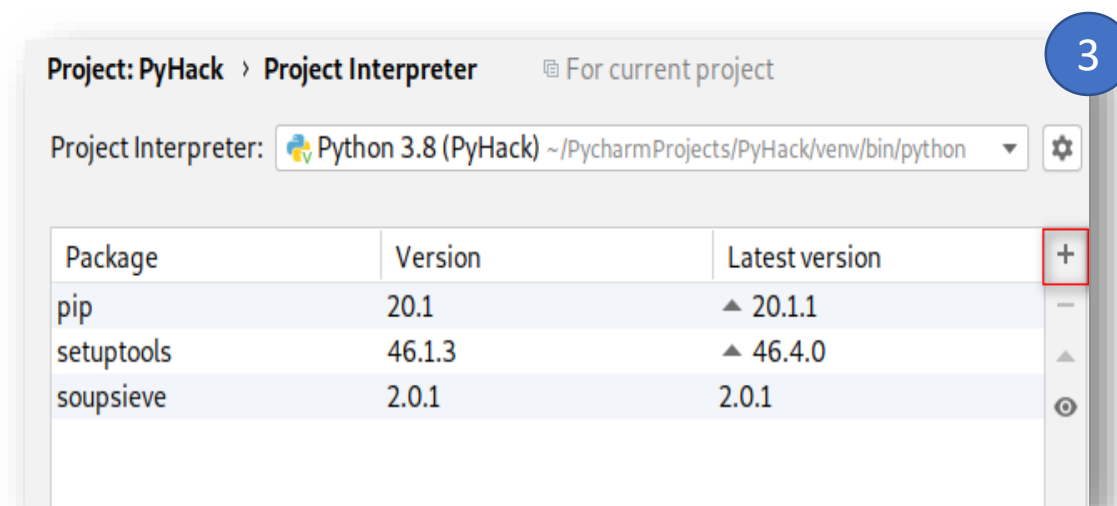 3
Project: PyHack › Project Interpreter For current project
Project Interpreter: Python 3.8 (PyHack) ~/PycharmProjects/PyHack/venv/bin/python
Package Version Latest version +
pip 20.1 ▲ 20.1.1
setuptools 46.1.3 ▲ 46.4.0
soupsieve 2.0.1 2.0.1